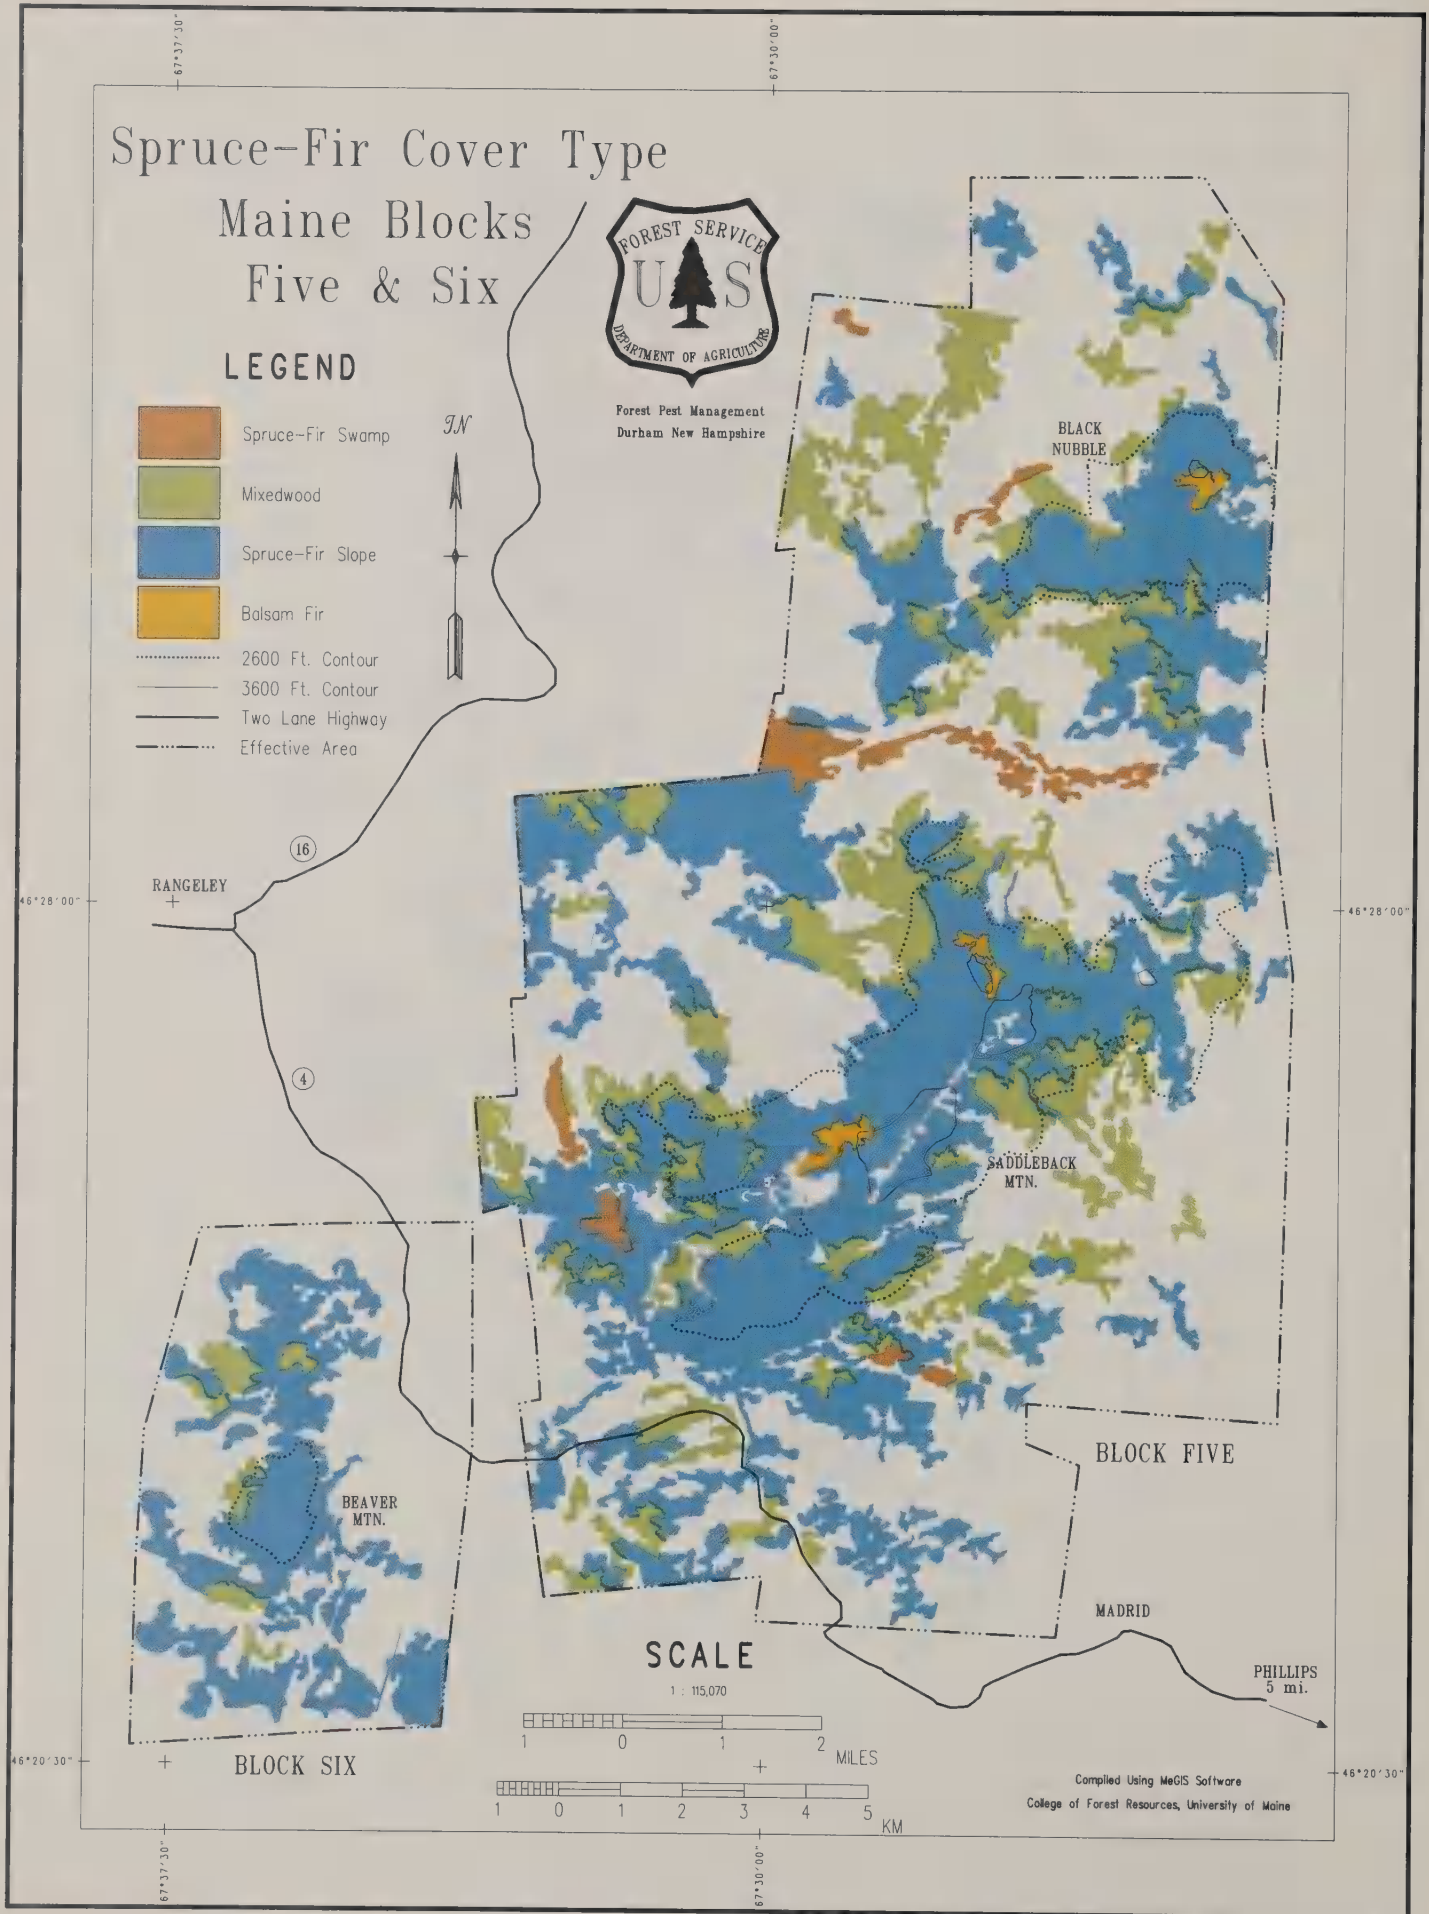 67°37'30"
67°30'00"
Spruce-Fir Cover Type
Maine Blocks
Five & Six
FOREST SERVICE
U S
DEPARTMENT OF AGRICULTURE
Forest Pest Management
Durham New Hampshire
LEGEND
Spruce-Fir Swamp
Mixedwood
Spruce-Fir Slope
Balsam Fir
2600 Ft. Contour
3600 Ft. Contour
Two Lane Highway
Effective Area
N
BLACK
NUBBLE
16
RANGELEY
46°28'00"
46°28'00"
4
SADDLEBACK
MTN.
BLOCK FIVE
BEAVER
MTN.
MADRID
PHILLIPS
5 mi.
SCALE
1 : 115,070
1 0 1 2
MILES
BLOCK SIX
46°20'30"
46°20'30"
1 0 1 2 3 4 5
KM
Compiled Using MeGIS Software
College of Forest Resources, University of Maine
67°37'30"
67°30'00"